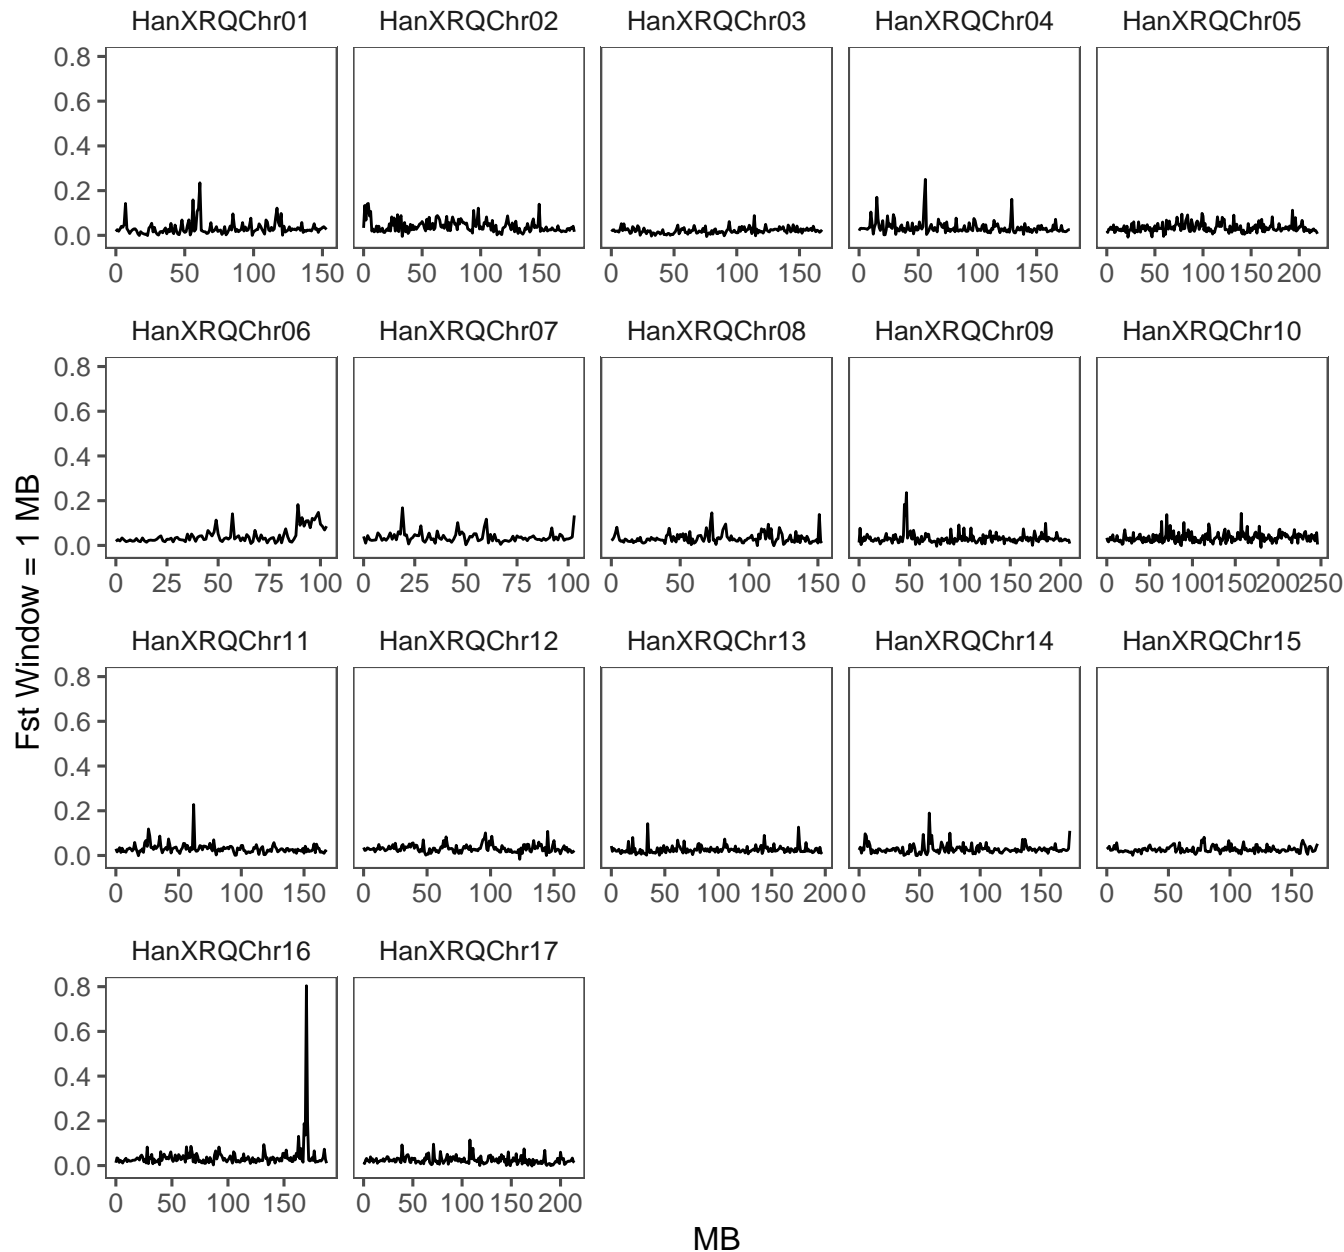 HanXRQChr01 HanXRQChr02 HanXRQChr03 HanXRQChr04 HanXRQChr05
0.8
0.6
0.4
0.2
0.0
0 50 100 150 0 50 100 150 0 50 100 150 0 50 100 150 0 50 100 150 200
HanXRQChr06 HanXRQChr07 HanXRQChr08 HanXRQChr09 HanXRQChr10
0.8
0.6
0.4
0.2
0.0
0 25 50 75 100 0 25 50 75 100 0 50 100 150 0 50 100 150 200 0 50 100 150 200 250
Fst Window = 1 MB
HanXRQChr11 HanXRQChr12 HanXRQChr13 HanXRQChr14 HanXRQChr15
0.8
0.6
0.4
0.2
0.0
0 50 100 150 0 50 100 150 0 50 100 150 200 0 50 100 150 0 50 100 150
HanXRQChr16 HanXRQChr17
0.8
0.6
0.4
0.2
0.0
0 50 100 150 0 50 100 150 200
MB